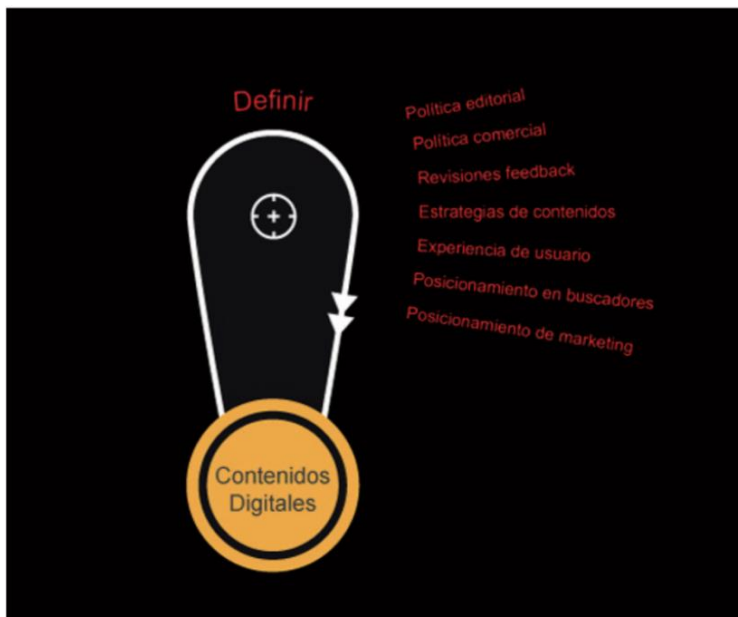 Definir
Política editorial
Política comercial
Revisiones feedback
Estrategias de contenidos
Experiencia de usuario
Posicionamiento en buscadores
Posicionamiento de marketing
Contenidos
Digitales